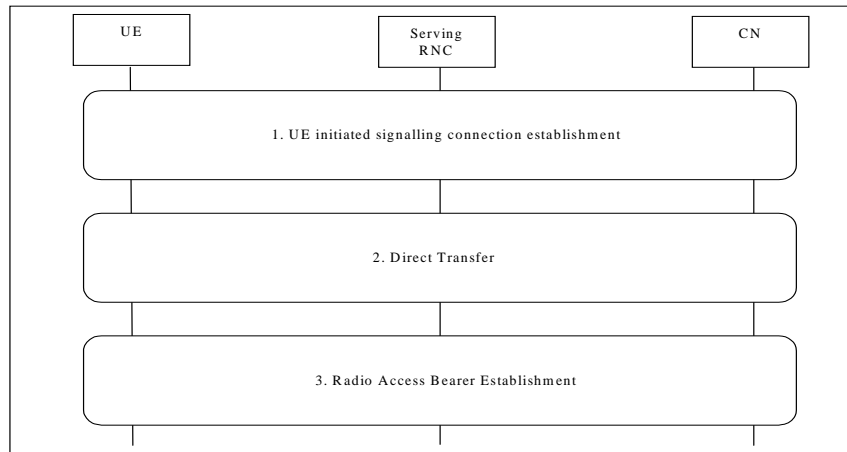 UE
Serving
RNC
CN
1. UE initiated signalling connection establishment
2. Direct Transfer
3. Radio Access Bearer Establishment